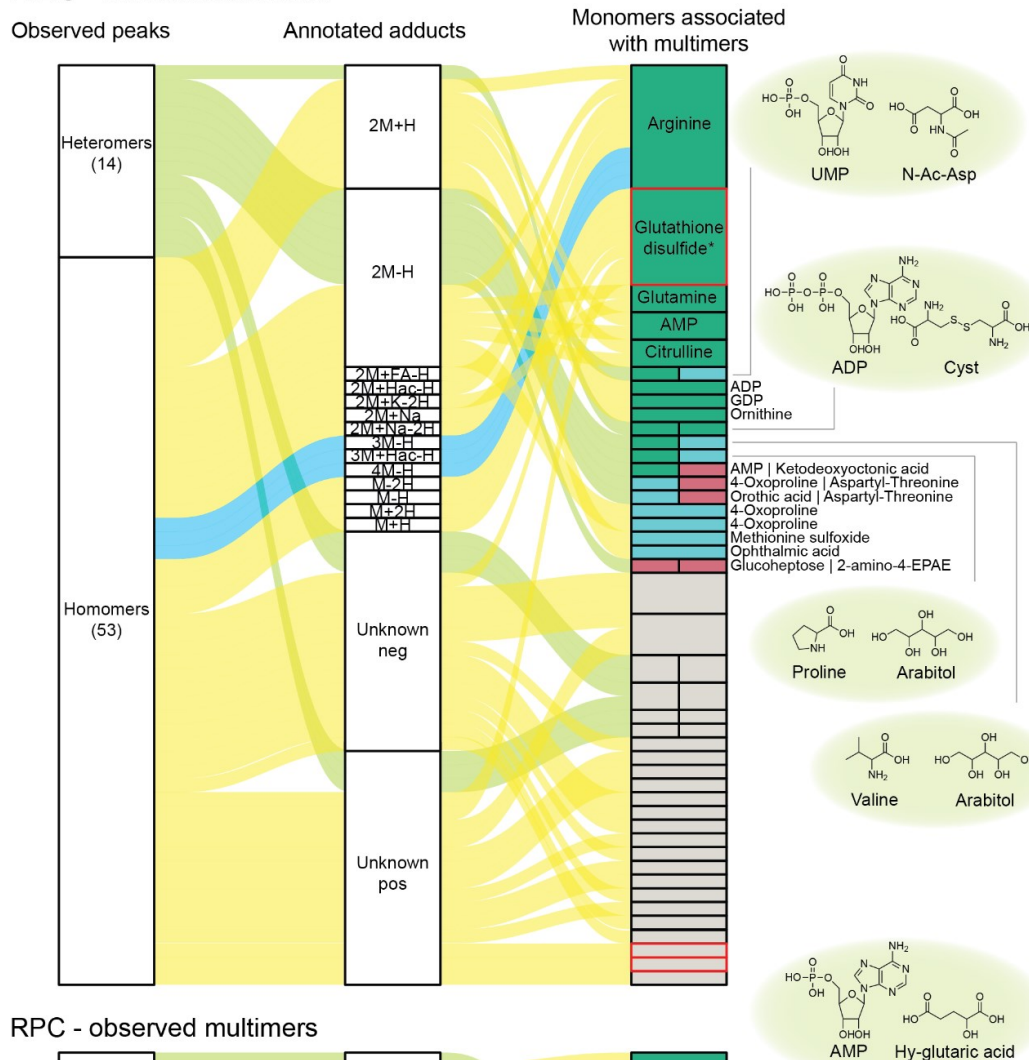 Observed peaks
Annotated adducts
Monomers associated
with multimers
Heteromers
(14)
Homomers
(53)
2M+H
2M-H
2M+FA-H
2M+Hac-H
2M+K-2H
2M+Na
2M+Na-2H
3M-H
3M+Hac-H
4M-H
M-2H
M-H
M+2H
M+H
Unknown
neg
Unknown
pos
Arginine
Glutathione
disulfide*
Glutamine
AMP
Citrulline
ADP
GDP
Ornithine
AMP | Ketodeoxyoctonic acid
4-Oxoproline | Aspartyl-Threonine
Orothic acid | Aspartyl-Threonine
4-Oxoproline
4-Oxoproline
Methionine sulfoxide
Ophthalmic acid
Glucoheptose | 2-amino-4-EPAE
UMP N-Ac-Asp
ADP Cyst
Proline Arabitol
Valine Arabitol
AMP Hy-glutaric acid
RPC - observed multimers